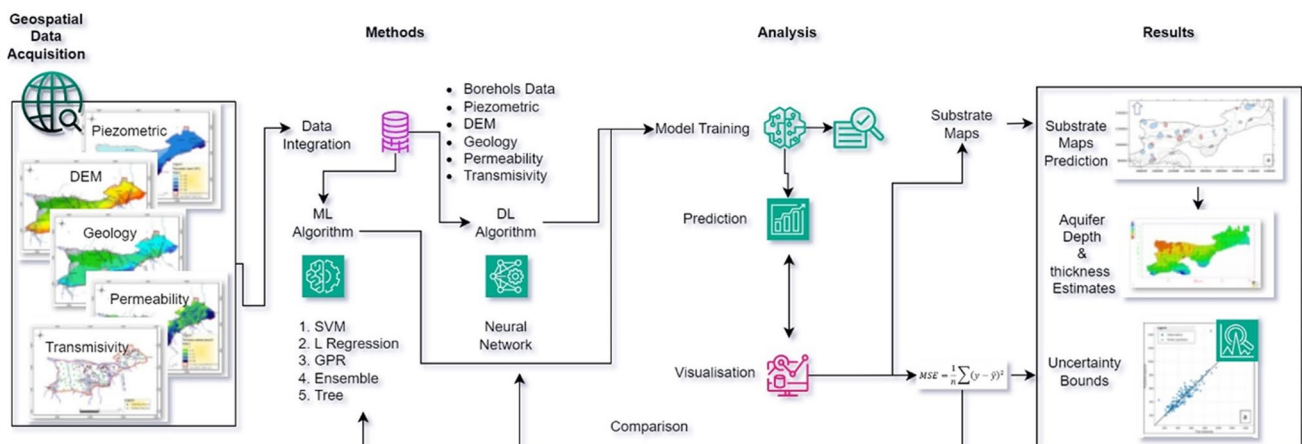 Geospatial
Data
Acquisition
Methods
Analysis
Results
Piezometric
DEM
Geology
Permeability
Transmisivity
Data
Integration
• Borehols Data
• Piezometric
• DEM
• Geology
• Permeability
• Transmisivity
ML
Algorithm
DL
Algorithm
1. SVM
2. L Regression
3. GPR
4. Ensemble
5. Tree
Neural
Network
Model Training
Prediction
Visualisation
Substrate
Maps
MSE = 1/n ∑(y − ŷ)²
Comparison
Substrate
Maps
Prediction
Aquifer
Depth
&
thickness
Estimates
Uncertainty
Bounds